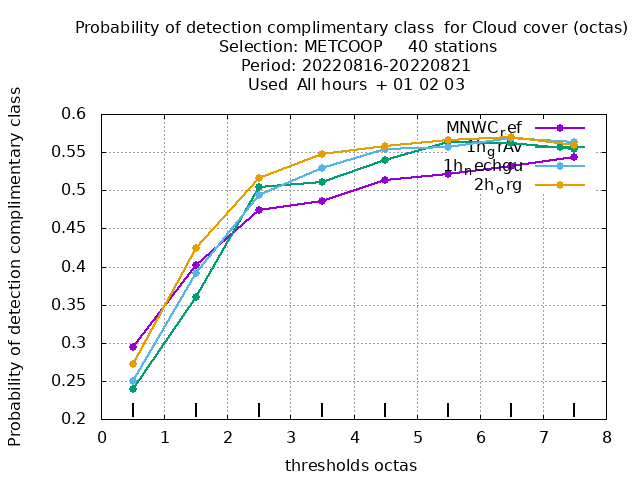 Probability of detection complimentary class  for Cloud cover (octas)
Selection: METCOOP     40 stations
Period: 20220816-20220821
Used  All hours  + 01 02 03
Probability of detection complimentary class
0.6
0.55
0.5
0.45
0.4
0.35
0.3
0.25
0.2
0 1 2 3 4 5 6 7 8
thresholds octas
MNWC_ref
1h_grAv
1h_nechgu
2h_org